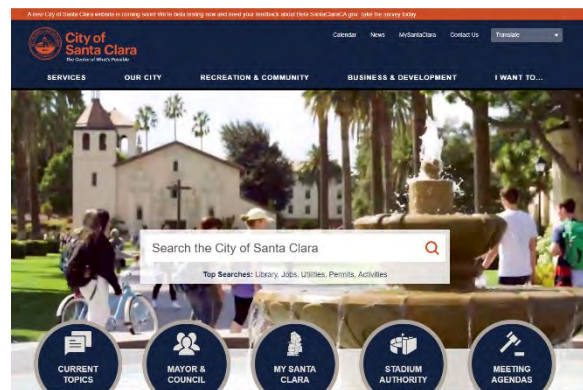 A new City of Santa Clara website is coming soon! We're beta testing now and need your feedback about Beta.SantaClaraCA.gov. Take the survey today.
City of
Santa Clara
The Center of What's Possible
Calendar News MySantaClara Contact Us Translate
SERVICES OUR CITY RECREATION & COMMUNITY BUSINESS & DEVELOPMENT I WANT TO...
Search the City of Santa Clara
Top Searches: Library, Jobs, Utilities, Permits, Activities
CURRENT TOPICS
MAYOR & COUNCIL
MY SANTA CLARA
STADIUM AUTHORITY
MEETING AGENDAS